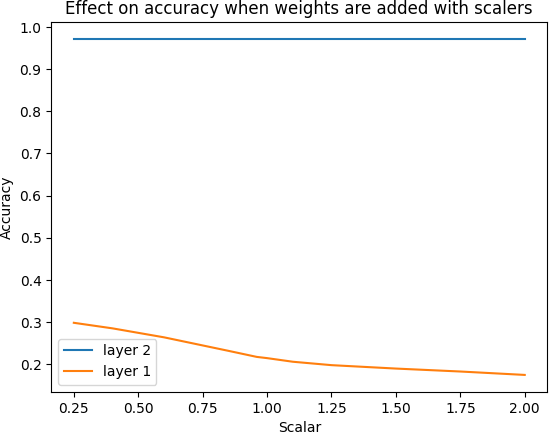 Effect on accuracy when weights are added with scalers
1.0
0.9
0.8
0.7
0.6
0.5
0.4
0.3
0.2
Accuracy
layer 2
layer 1
0.25 0.50 0.75 1.00 1.25 1.50 1.75 2.00
Scalar